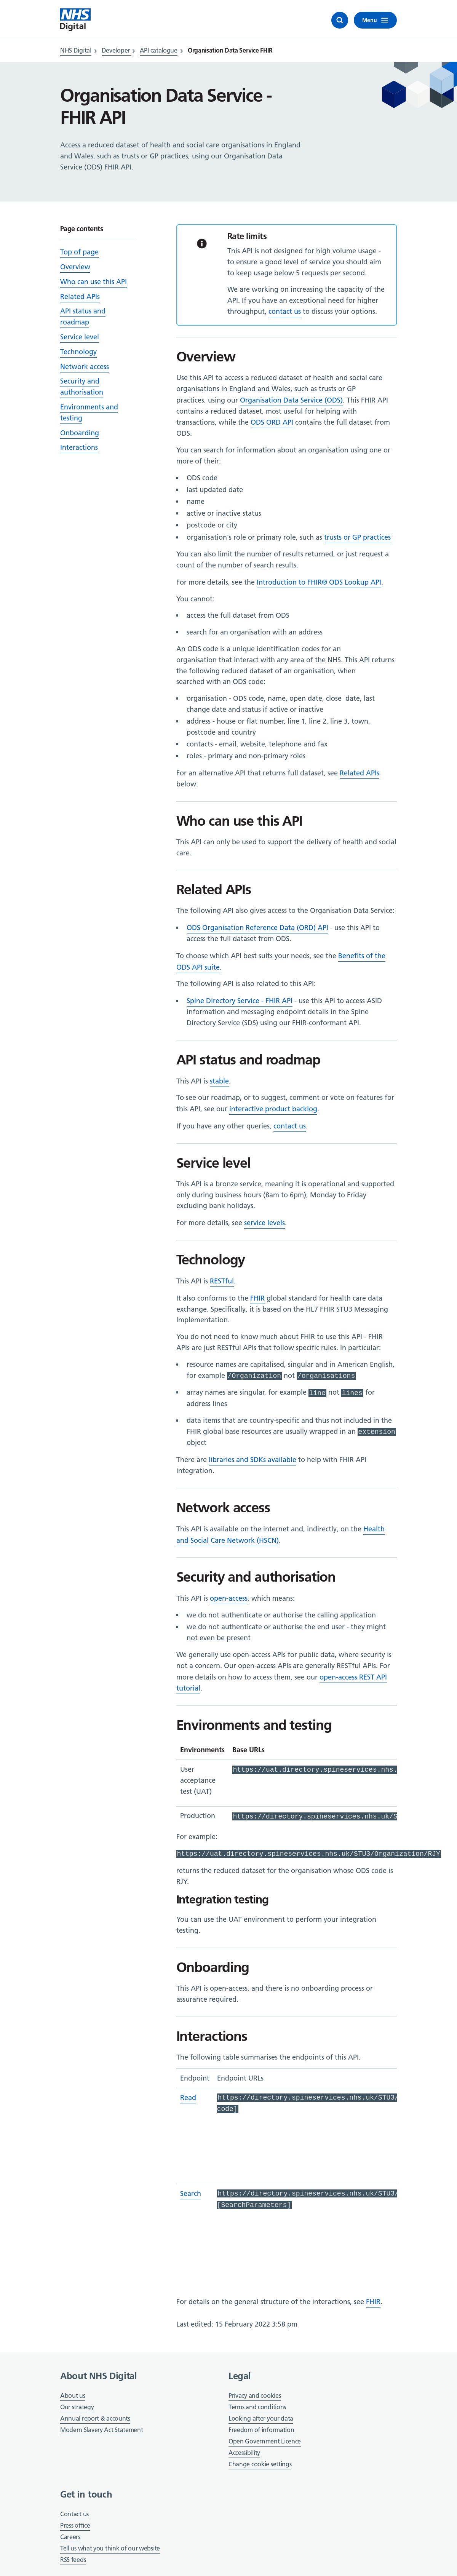 NHS
Digital
Menu
NHS Digital > Developer > API catalogue > Organisation Data Service FHIR
Organisation Data Service -
FHIR API
Access a reduced dataset of health and social care organisations in England
and Wales, such as trusts or GP practices, using our Organisation Data
Service (ODS) FHIR API.
Page contents
Top of page
Overview
Who can use this API
Related APIs
API status and
roadmap
Service level
Technology
Network access
Security and
authorisation
Environments and
testing
Onboarding
Interactions
Rate limits
This API is not designed for high volume usage -
to ensure a good level of service you should aim
to keep usage below 5 requests per second.
We are working on increasing the capacity of the
API. If you have an exceptional need for higher
throughput, contact us to discuss your options.
Overview
Use this API to access a reduced dataset of health and social care
organisations in England and Wales, such as trusts or GP
practices, using our Organisation Data Service (ODS). This FHIR API
contains a reduced dataset, most useful for helping with
transactions, while the ODS ORD API contains the full dataset from
ODS.
You can search for information about an organisation using one or
more of their:
• ODS code
• last updated date
• name
• active or inactive status
• postcode or city
• organisation's role or primary role, such as trusts or GP practices
You can also limit the number of results returned, or just request a
count of the number of search results.
For more details, see the Introduction to FHIR® ODS Lookup API.
You cannot:
• access the full dataset from ODS
• search for an organisation with an address
An ODS code is a unique identification codes for an
organisation that interact with any area of the NHS. This API returns
the following reduced dataset of an organisation, when
searched with an ODS code:
• organisation - ODS code, name, open date, close date, last
change date and status if active or inactive
• address - house or flat number, line 1, line 2, line 3, town,
postcode and country
• contacts - email, website, telephone and fax
• roles - primary and non-primary roles
For an alternative API that returns full dataset, see Related APIs
below.
Who can use this API
This API can only be used to support the delivery of health and social
care.
Related APIs
The following API also gives access to the Organisation Data Service:
• ODS Organisation Reference Data (ORD) API - use this API to
access the full dataset from ODS.
To choose which API best suits your needs, see the Benefits of the
ODS API suite.
The following API is also related to this API:
• Spine Directory Service - FHIR API - use this API to access ASID
information and messaging endpoint details in the Spine
Directory Service (SDS) using our FHIR-conformant API.
API status and roadmap
This API is stable.
To see our roadmap, or to suggest, comment or vote on features for
this API, see our interactive product backlog.
If you have any other queries, contact us.
Service level
This API is a bronze service, meaning it is operational and supported
only during business hours (8am to 6pm), Monday to Friday
excluding bank holidays.
For more details, see service levels.
Technology
This API is RESTful.
It also conforms to the FHIR global standard for health care data
exchange. Specifically, it is based on the HL7 FHIR STU3 Messaging
Implementation.
You do not need to know much about FHIR to use this API - FHIR
APIs are just RESTful APIs that follow specific rules. In particular:
• resource names are capitalised, singular and in American English,
for example /Organization not /organisations
• array names are singular, for example line not lines for
address lines
• data items that are country-specific and thus not included in the
FHIR global base resources are usually wrapped in an extension
object
There are libraries and SDKs available to help with FHIR API
integration.
Network access
This API is available on the internet and, indirectly, on the Health
and Social Care Network (HSCN).
Security and authorisation
This API is open-access, which means:
• we do not authenticate or authorise the calling application
• we do not authenticate or authorise the end user - they might
not even be present
We generally use open-access APIs for public data, where security is
not a concern. Our open-access APIs are generally RESTful APIs. For
more details on how to access them, see our open-access REST API
tutorial.
Environments and testing
Environments Base URLs
User https://uat.directory.spineservices.nhs.
acceptance
test (UAT)
Production https://directory.spineservices.nhs.uk/S
For example:
https://uat.directory.spineservices.nhs.uk/STU3/Organization/RJY
returns the reduced dataset for the organisation whose ODS code is
RJY.
Integration testing
You can use the UAT environment to perform your integration
testing.
Onboarding
This API is open-access, and there is no onboarding process or
assurance required.
Interactions
The following table summarises the endpoints of this API.
Endpoint Endpoint URLs
Read https://directory.spineservices.nhs.uk/STU3/
code]
Search https://directory.spineservices.nhs.uk/STU3/
[SearchParameters]
For details on the general structure of the interactions, see FHIR.
Last edited: 15 February 2022 3:58 pm
About NHS Digital
About us
Our strategy
Annual report & accounts
Modern Slavery Act Statement
Legal
Privacy and cookies
Terms and conditions
Looking after your data
Freedom of information
Open Government Licence
Accessibility
Change cookie settings
Get in touch
Contact us
Press office
Careers
Tell us what you think of our website
RSS feeds